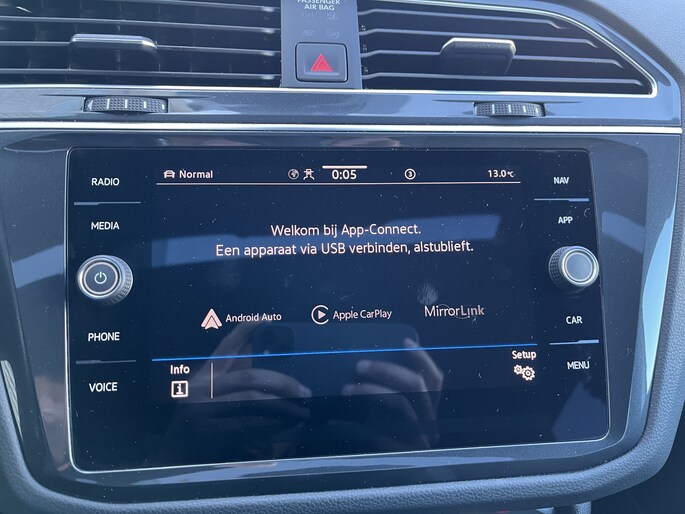 PASSENGER
AIR BAG
RADIO
MEDIA
PHONE
VOICE
Normal
0:05
3
13.0°C
Welkom bij App-Connect.
Een apparaat via USB verbinden, alstublieft.
Android Auto
Apple CarPlay
MirrorLink
Info
i
Setup
NAV
APP
CAR
MENU